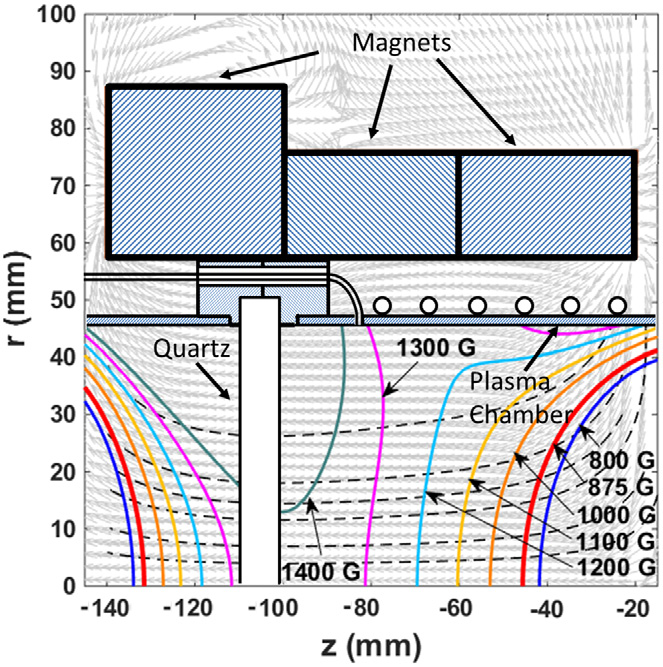 100
90
80
70
60
50
40
30
20
10
0
r (mm)
Magnets
Quartz
1300 G
Plasma
Chamber
800 G
875 G
1000 G
1100 G
1200 G
1400 G
-140
-120
-100
-80
-60
-40
-20
z (mm)